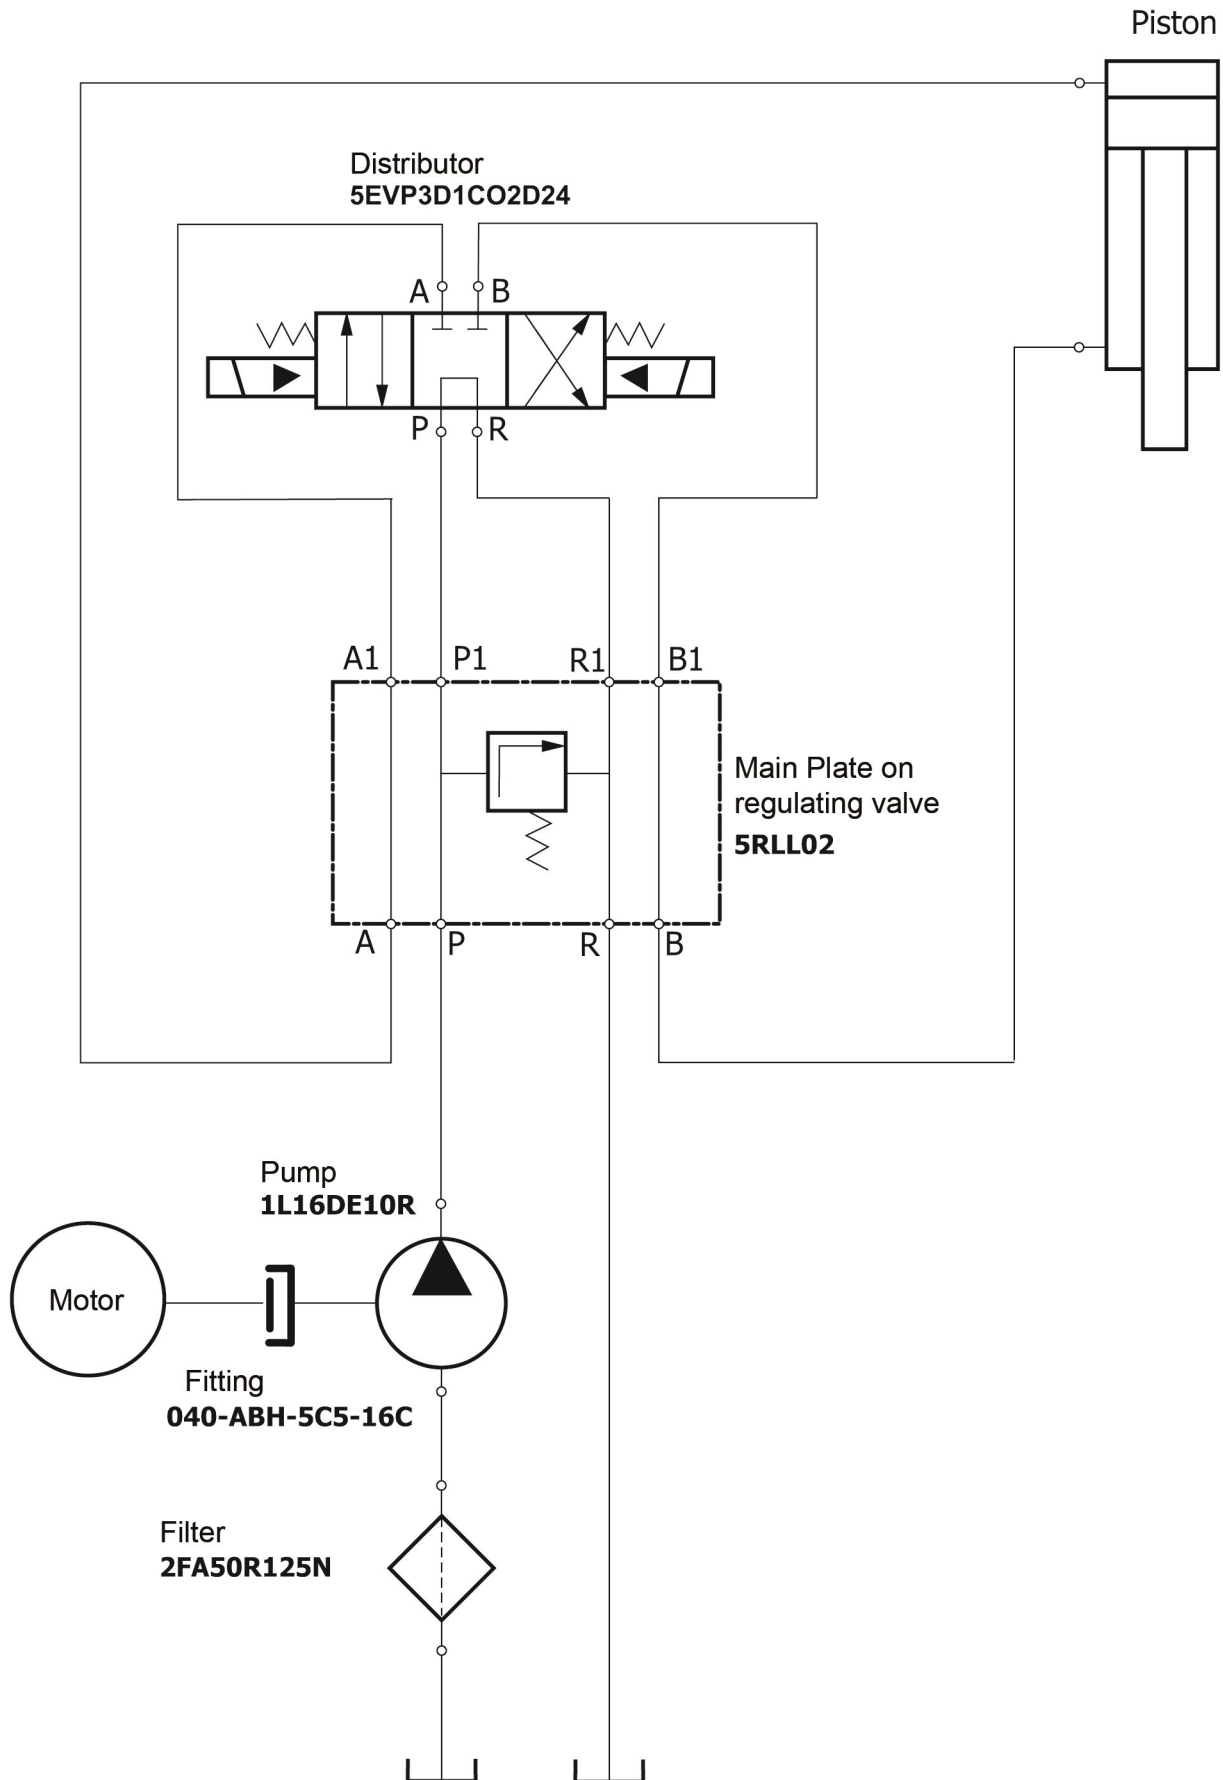 Piston
Distributor
5EVP3D1CO2D24
A
B
P
R
A1
P1
R1
B1
Main Plate on
regulating valve
5RLL02
A
P
R
B
Pump
1L16DE10R
Motor
Fitting
040-ABH-5C5-16C
Filter
2FA50R125N